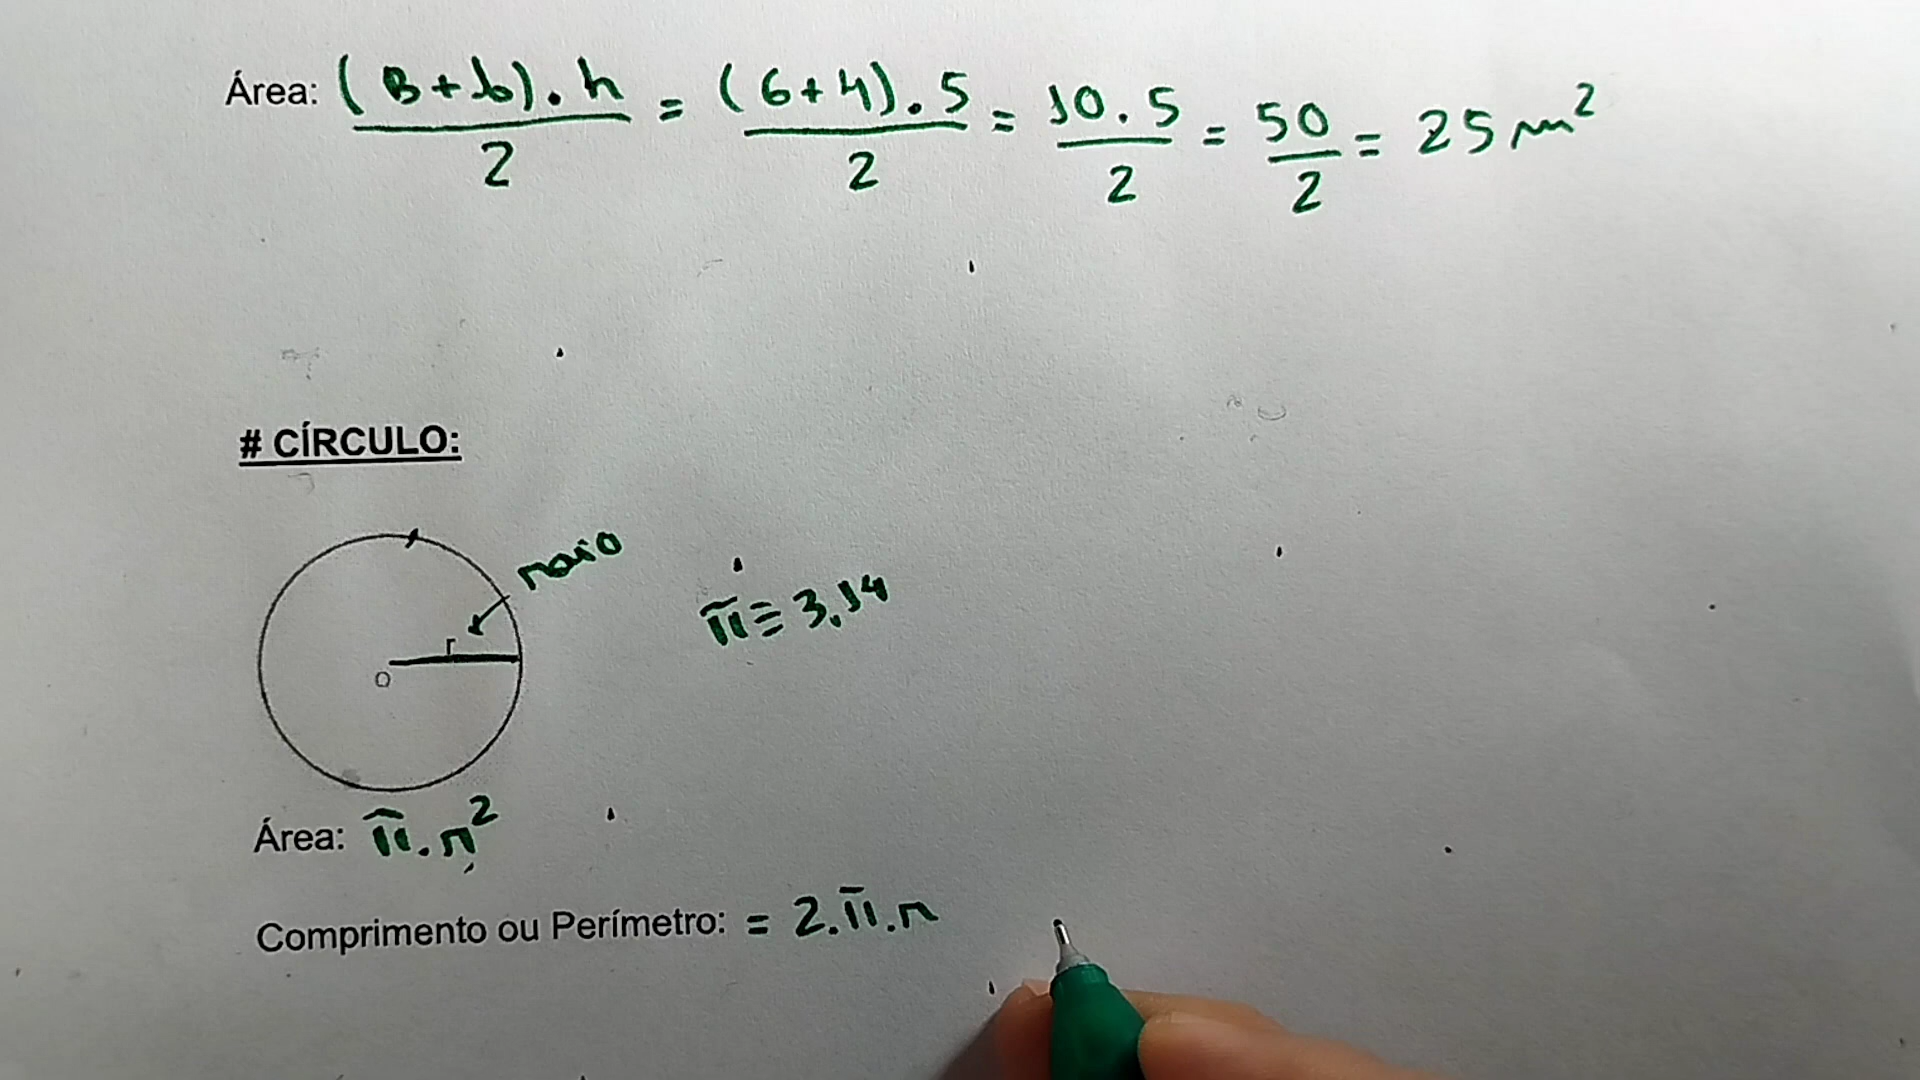 Área: (B+b).h/2 = (6+4).5/2 = 10.5/2 = 50/2 = 25 m²
# CÍRCULO:
raio
π ≅ 3,14
r
O
Área: π.r²
Comprimento ou Perímetro: = 2.π.r